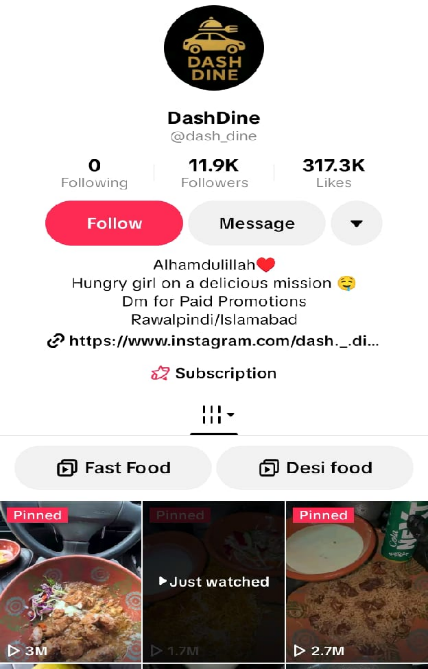 DASH
DINE
DashDine
@dash_dine
0 11.9K 317.3K
Following Followers Likes
Follow Message
Alhamdulillah❤️
Hungry girl on a delicious mission 🤤
Dm for Paid Promotions
Rawalpindi/Islamabad
https://www.instagram.com/dash._.di...
Subscription
Fast Food Desi food
Pinned Pinned Pinned
Just watched
3M 1.7M 2.7M